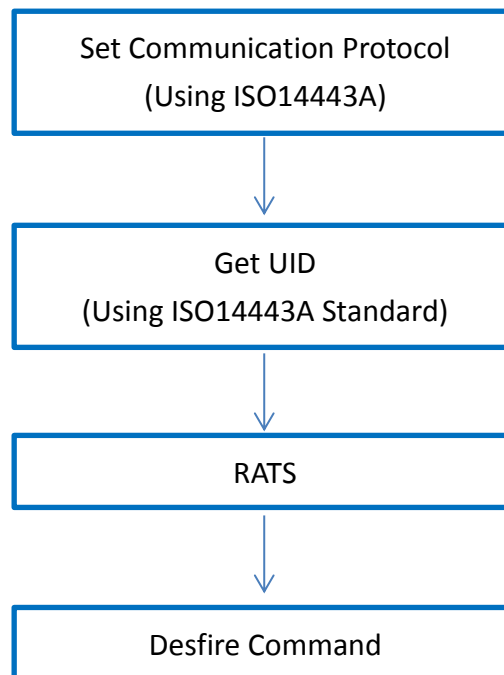 Set Communication Protocol
(Using ISO14443A)
Get UID
(Using ISO14443A Standard)
RATS
Desfire Command